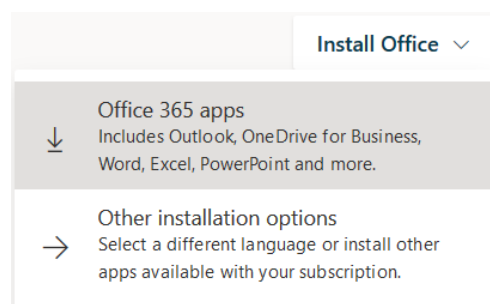 Install Office
Office 365 apps
Includes Outlook, OneDrive for Business,
Word, Excel, PowerPoint and more.
Other installation options
Select a different language or install other
apps available with your subscription.